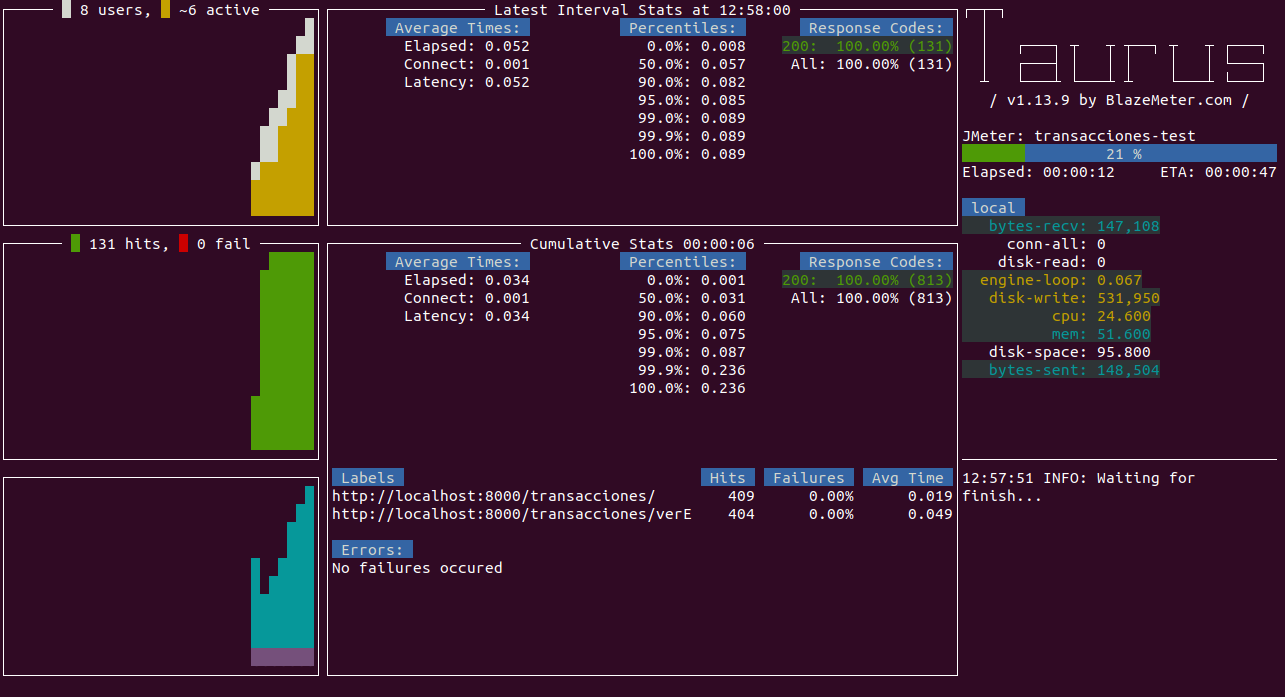 8 users, ~6 active
131 hits, 0 fail
Latest Interval Stats at 12:58:00
Average Times: Percentiles: Response Codes:
Elapsed: 0.052 0.0%: 0.008 200: 100.00% (131)
Connect: 0.001 50.0%: 0.057 All: 100.00% (131)
Latency: 0.052 90.0%: 0.082
95.0%: 0.085
99.0%: 0.089
99.9%: 0.089
100.0%: 0.089
Cumulative Stats 00:00:06
Average Times: Percentiles: Response Codes:
Elapsed: 0.034 0.0%: 0.001 200: 100.00% (813)
Connect: 0.001 50.0%: 0.031 All: 100.00% (813)
Latency: 0.034 90.0%: 0.060
95.0%: 0.075
99.0%: 0.087
99.9%: 0.236
100.0%: 0.236
Labels Hits Failures Avg Time
http://localhost:8000/transacciones/ 409 0.00% 0.019
http://localhost:8000/transacciones/verE 404 0.00% 0.049
Errors:
No failures occured
Taurus
/ v1.13.9 by BlazeMeter.com /
JMeter: transacciones-test
21 %
Elapsed: 00:00:12 ETA: 00:00:47
local
bytes-recv: 147,108
conn-all: 0
disk-read: 0
engine-loop: 0.067
disk-write: 531,950
cpu: 24.600
mem: 51.600
disk-space: 95.800
bytes-sent: 148,504
12:57:51 INFO: Waiting for
finish...